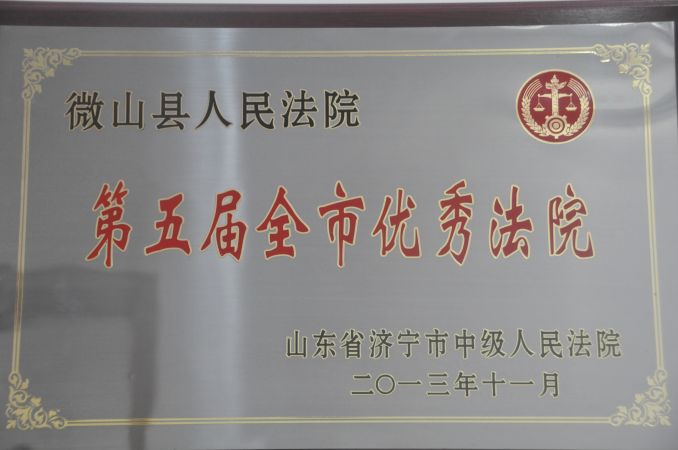 微山县人民法院
第五届全市优秀法院
山东省济宁市中级人民法院
二〇一三年十一月